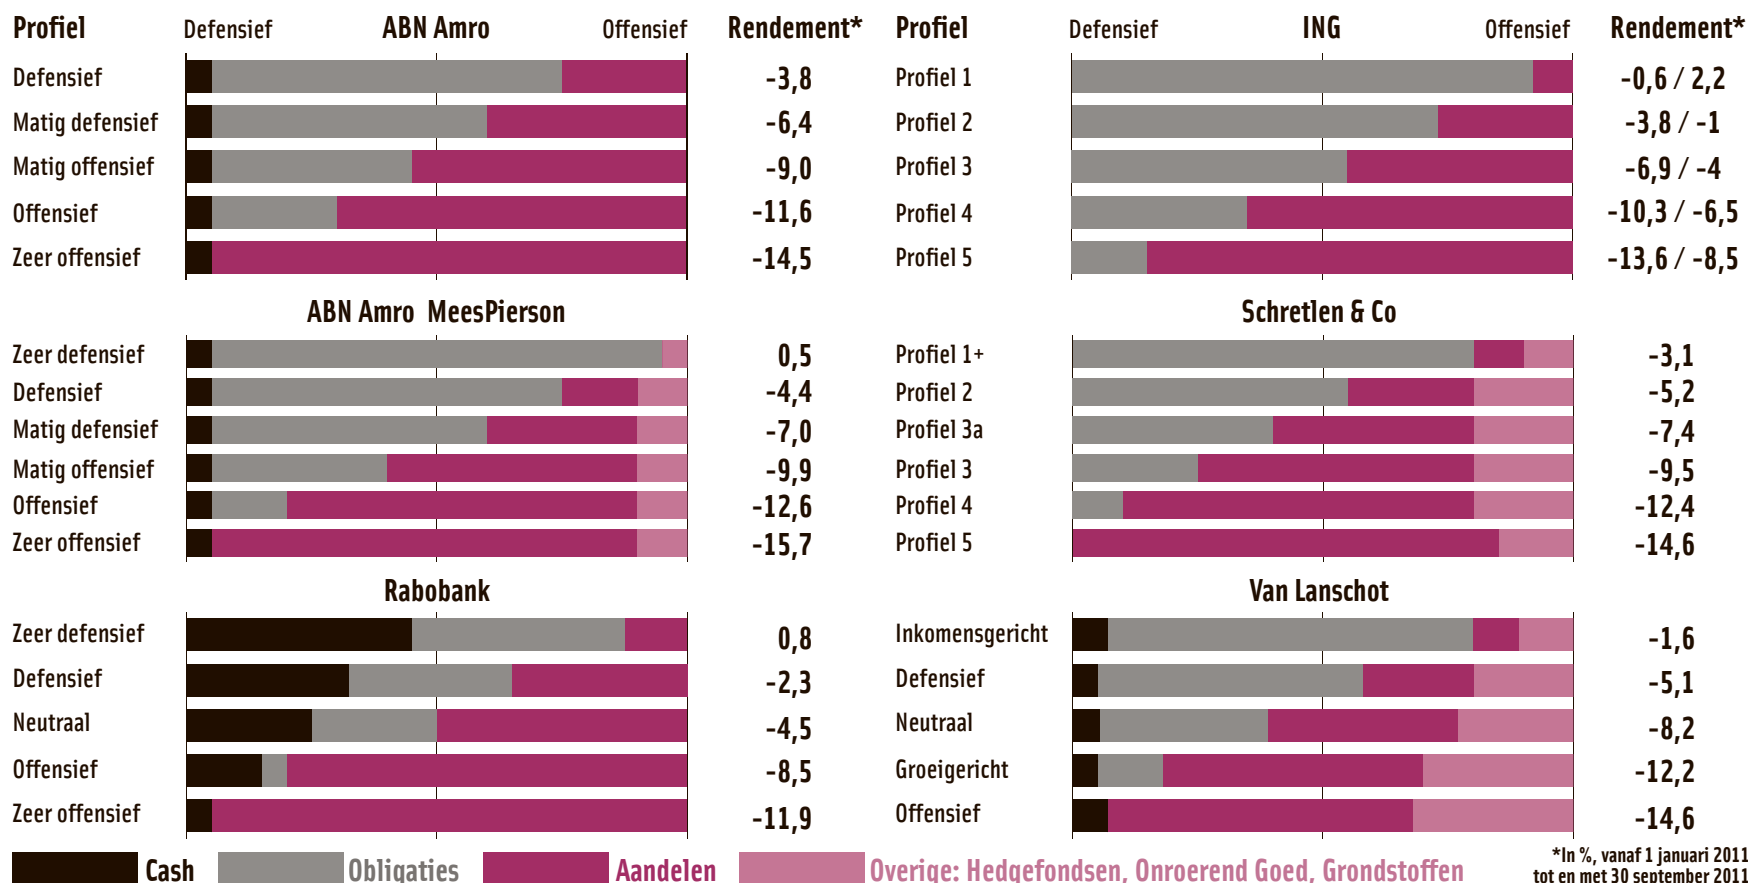 Profiel Defensief ABN Amro Offensief Rendement*
Defensief -3,8
Matig defensief -6,4
Matig offensief -9,0
Offensief -11,6
Zeer offensief -14,5
Profiel Defensief ING Offensief Rendement*
Profiel 1 -0,6 / 2,2
Profiel 2 -3,8 / -1
Profiel 3 -6,9 / -4
Profiel 4 -10,3 / -6,5
Profiel 5 -13,6 / -8,5
ABN Amro MeesPierson
Zeer defensief 0,5
Defensief -4,4
Matig defensief -7,0
Matig offensief -9,9
Offensief -12,6
Zeer offensief -15,7
Schretlen & Co
Profiel 1+ -3,1
Profiel 2 -5,2
Profiel 3a -7,4
Profiel 3 -9,5
Profiel 4 -12,4
Profiel 5 -14,6
Rabobank
Zeer defensief 0,8
Defensief -2,3
Neutraal -4,5
Offensief -8,5
Zeer offensief -11,9
Van Lanschot
Inkomensgericht -1,6
Defensief -5,1
Neutraal -8,2
Groeigericht -12,2
Offensief -14,6
Cash Obligaties Aandelen Overige: Hedgefondsen, Onroerend Goed, Grondstoffen
*In %, vanaf 1 januari 2011
tot en met 30 september 2011